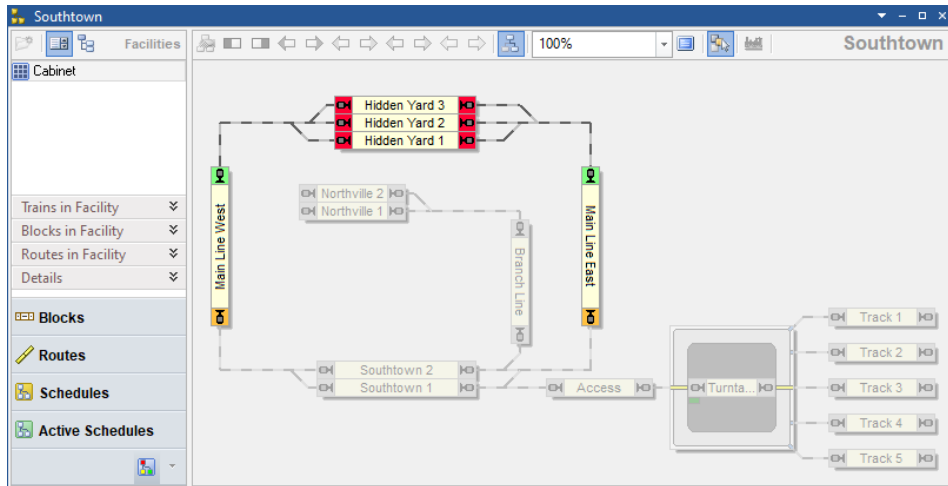 Southtown
Facilities
100%
Southtown
Cabinet
Trains in Facility
Blocks in Facility
Routes in Facility
Details
Blocks
Routes
Schedules
Active Schedules
Hidden Yard 3
Hidden Yard 2
Hidden Yard 1
Main Line West
Northville 2
Northville 1
Branch Line
Main Line East
Southtown 2
Southtown 1
Access
Turnta...
Track 1
Track 2
Track 3
Track 4
Track 5